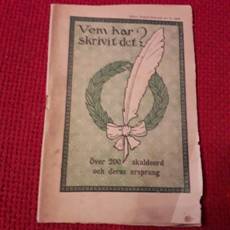 Vem har
skrivit det?
Över 200 skaldeord
och deras ursprung